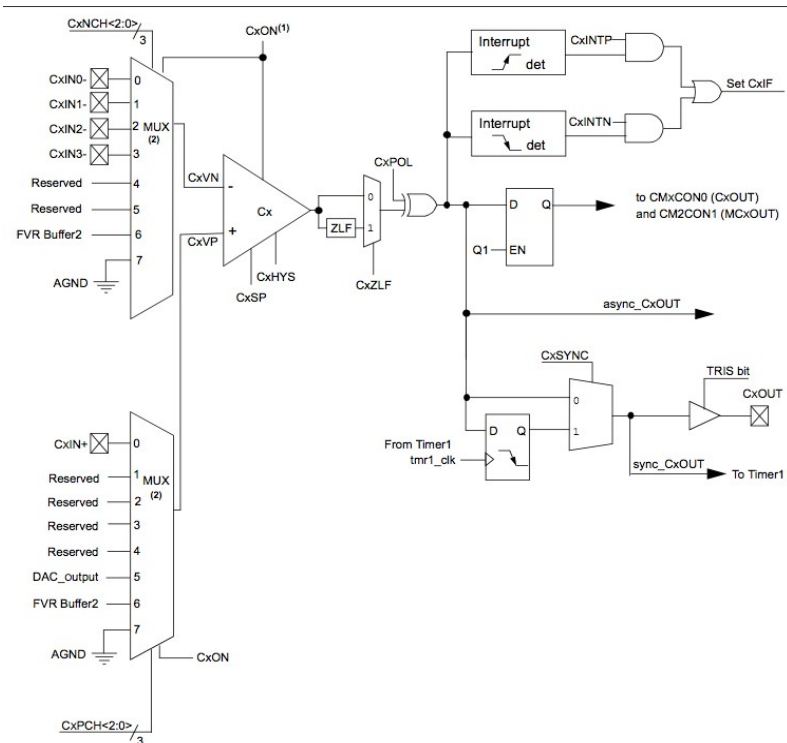 CxNCH<2:0>
3
CxON(1)
CxIN0-
0
CxIN1-
1
CxIN2-
2
MUX
(2)
CxIN3-
3
Reserved
4
Reserved
5
FVR Buffer2
6
7
AGND
CxVN
-
Cx
+
CxVP
CxSP
CxHYS
ZLF
0
1
CxZLF
CxPOL
Interrupt
det
CxINTP
Interrupt
det
CxINTN
Set CxIF
D
Q
Q1
EN
to CMxCON0 (CxOUT)
and CM2CON1 (MCxOUT)
async_CxOUT
CxSYNC
0
1
D
Q
From Timer1
tmr1_clk
TRIS bit
CxOUT
sync_CxOUT
To Timer1
CxIN+
0
Reserved
1
MUX
(2)
Reserved
2
Reserved
3
Reserved
4
DAC_output
5
FVR Buffer2
6
7
AGND
CxON
CxPCH<2:0>
3